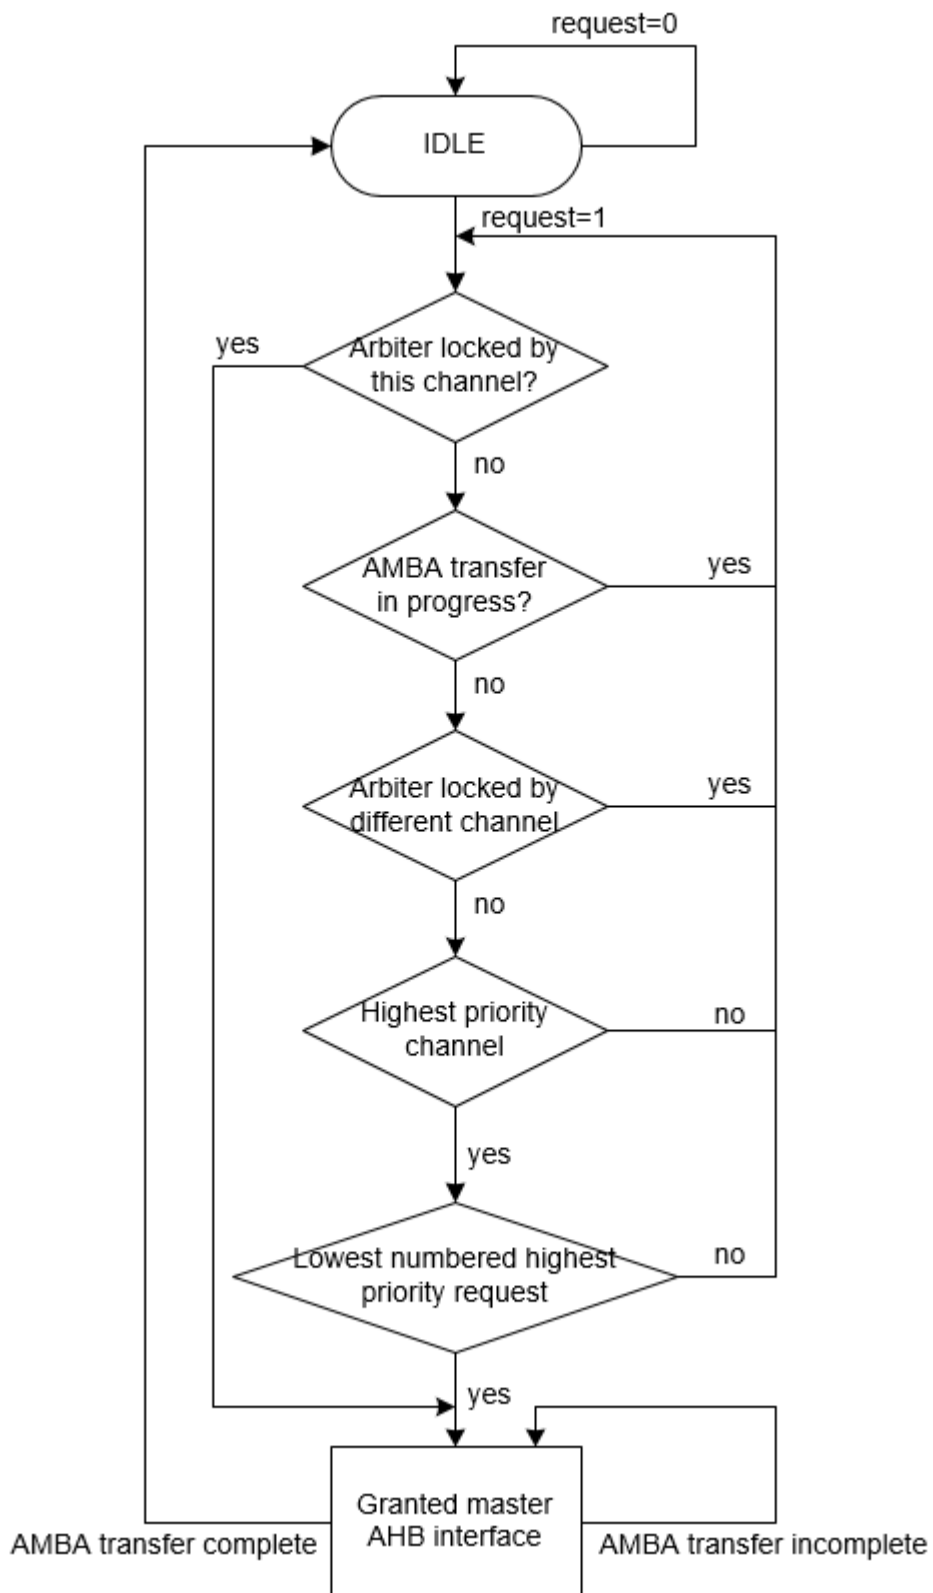 request=0
IDLE
request=1
yes
Arbiter locked by
this channel?
no
AMBA transfer
in progress?
yes
no
Arbiter locked by
different channel
yes
no
Highest priority
channel
no
yes
Lowest numbered highest
priority request
no
yes
Granted master
AHB interface
AMBA transfer complete
AMBA transfer incomplete